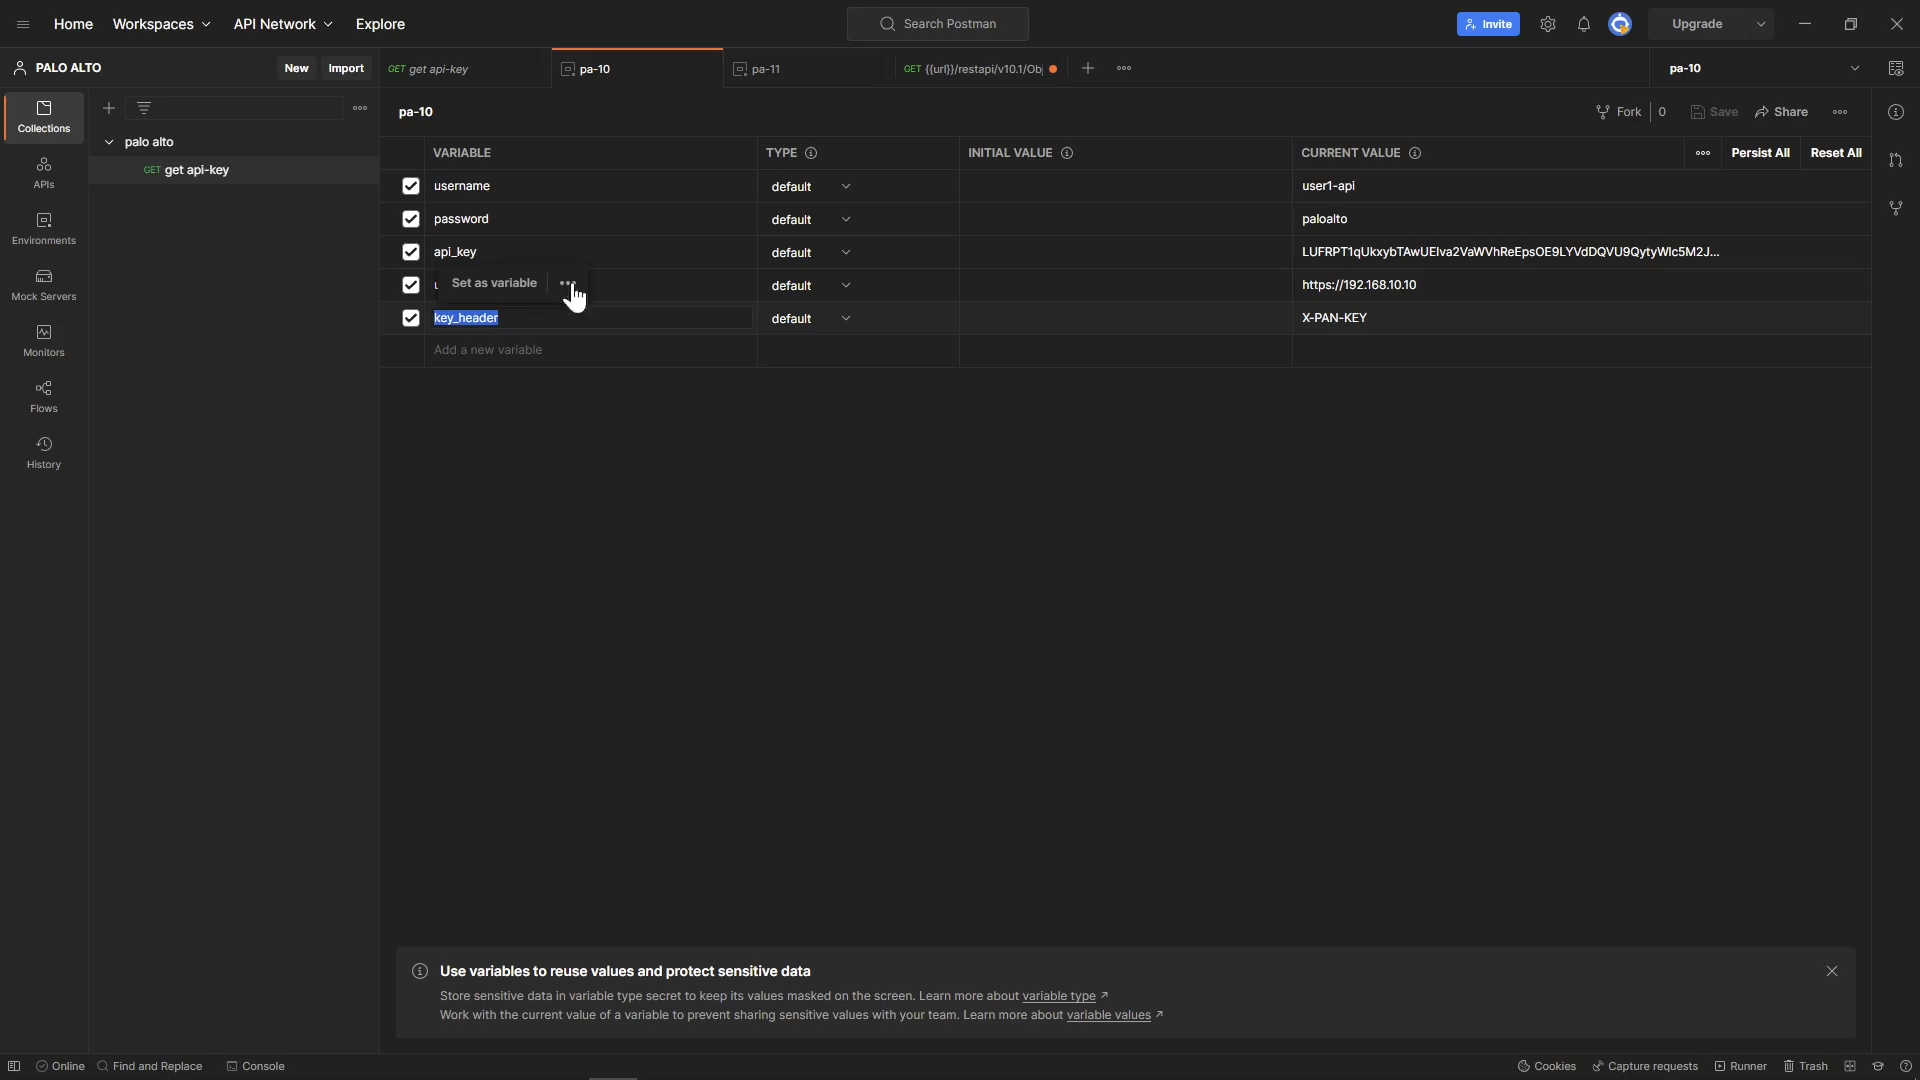 Home Workspaces API Network Explore Search Postman Invite Upgrade
PALO ALTO New Import GET get api-key pa-10 pa-11 GET {{url}}/restapi/v10.1/Obj pa-10
Collections
APIs
Environments
Mock Servers
Monitors
Flows
History
palo alto
GET get api-key
pa-10 Fork 0 Save Share
VARIABLE TYPE INITIAL VALUE CURRENT VALUE Persist All Reset All
username default user1-api
password default paloalto
api_key default LUFRPT1qUkxybTAwUElva2VaWVhReEpsOE9LYVdDQVU9QytyWlc5M2J...
Set as variable
default https://192.168.10.10
key_header default X-PAN-KEY
Add a new variable
Use variables to reuse values and protect sensitive data
Store sensitive data in variable type secret to keep its values masked on the screen. Learn more about variable type ↗
Work with the current value of a variable to prevent sharing sensitive values with your team. Learn more about variable values ↗
Online Find and Replace Console Cookies Capture requests Runner Trash